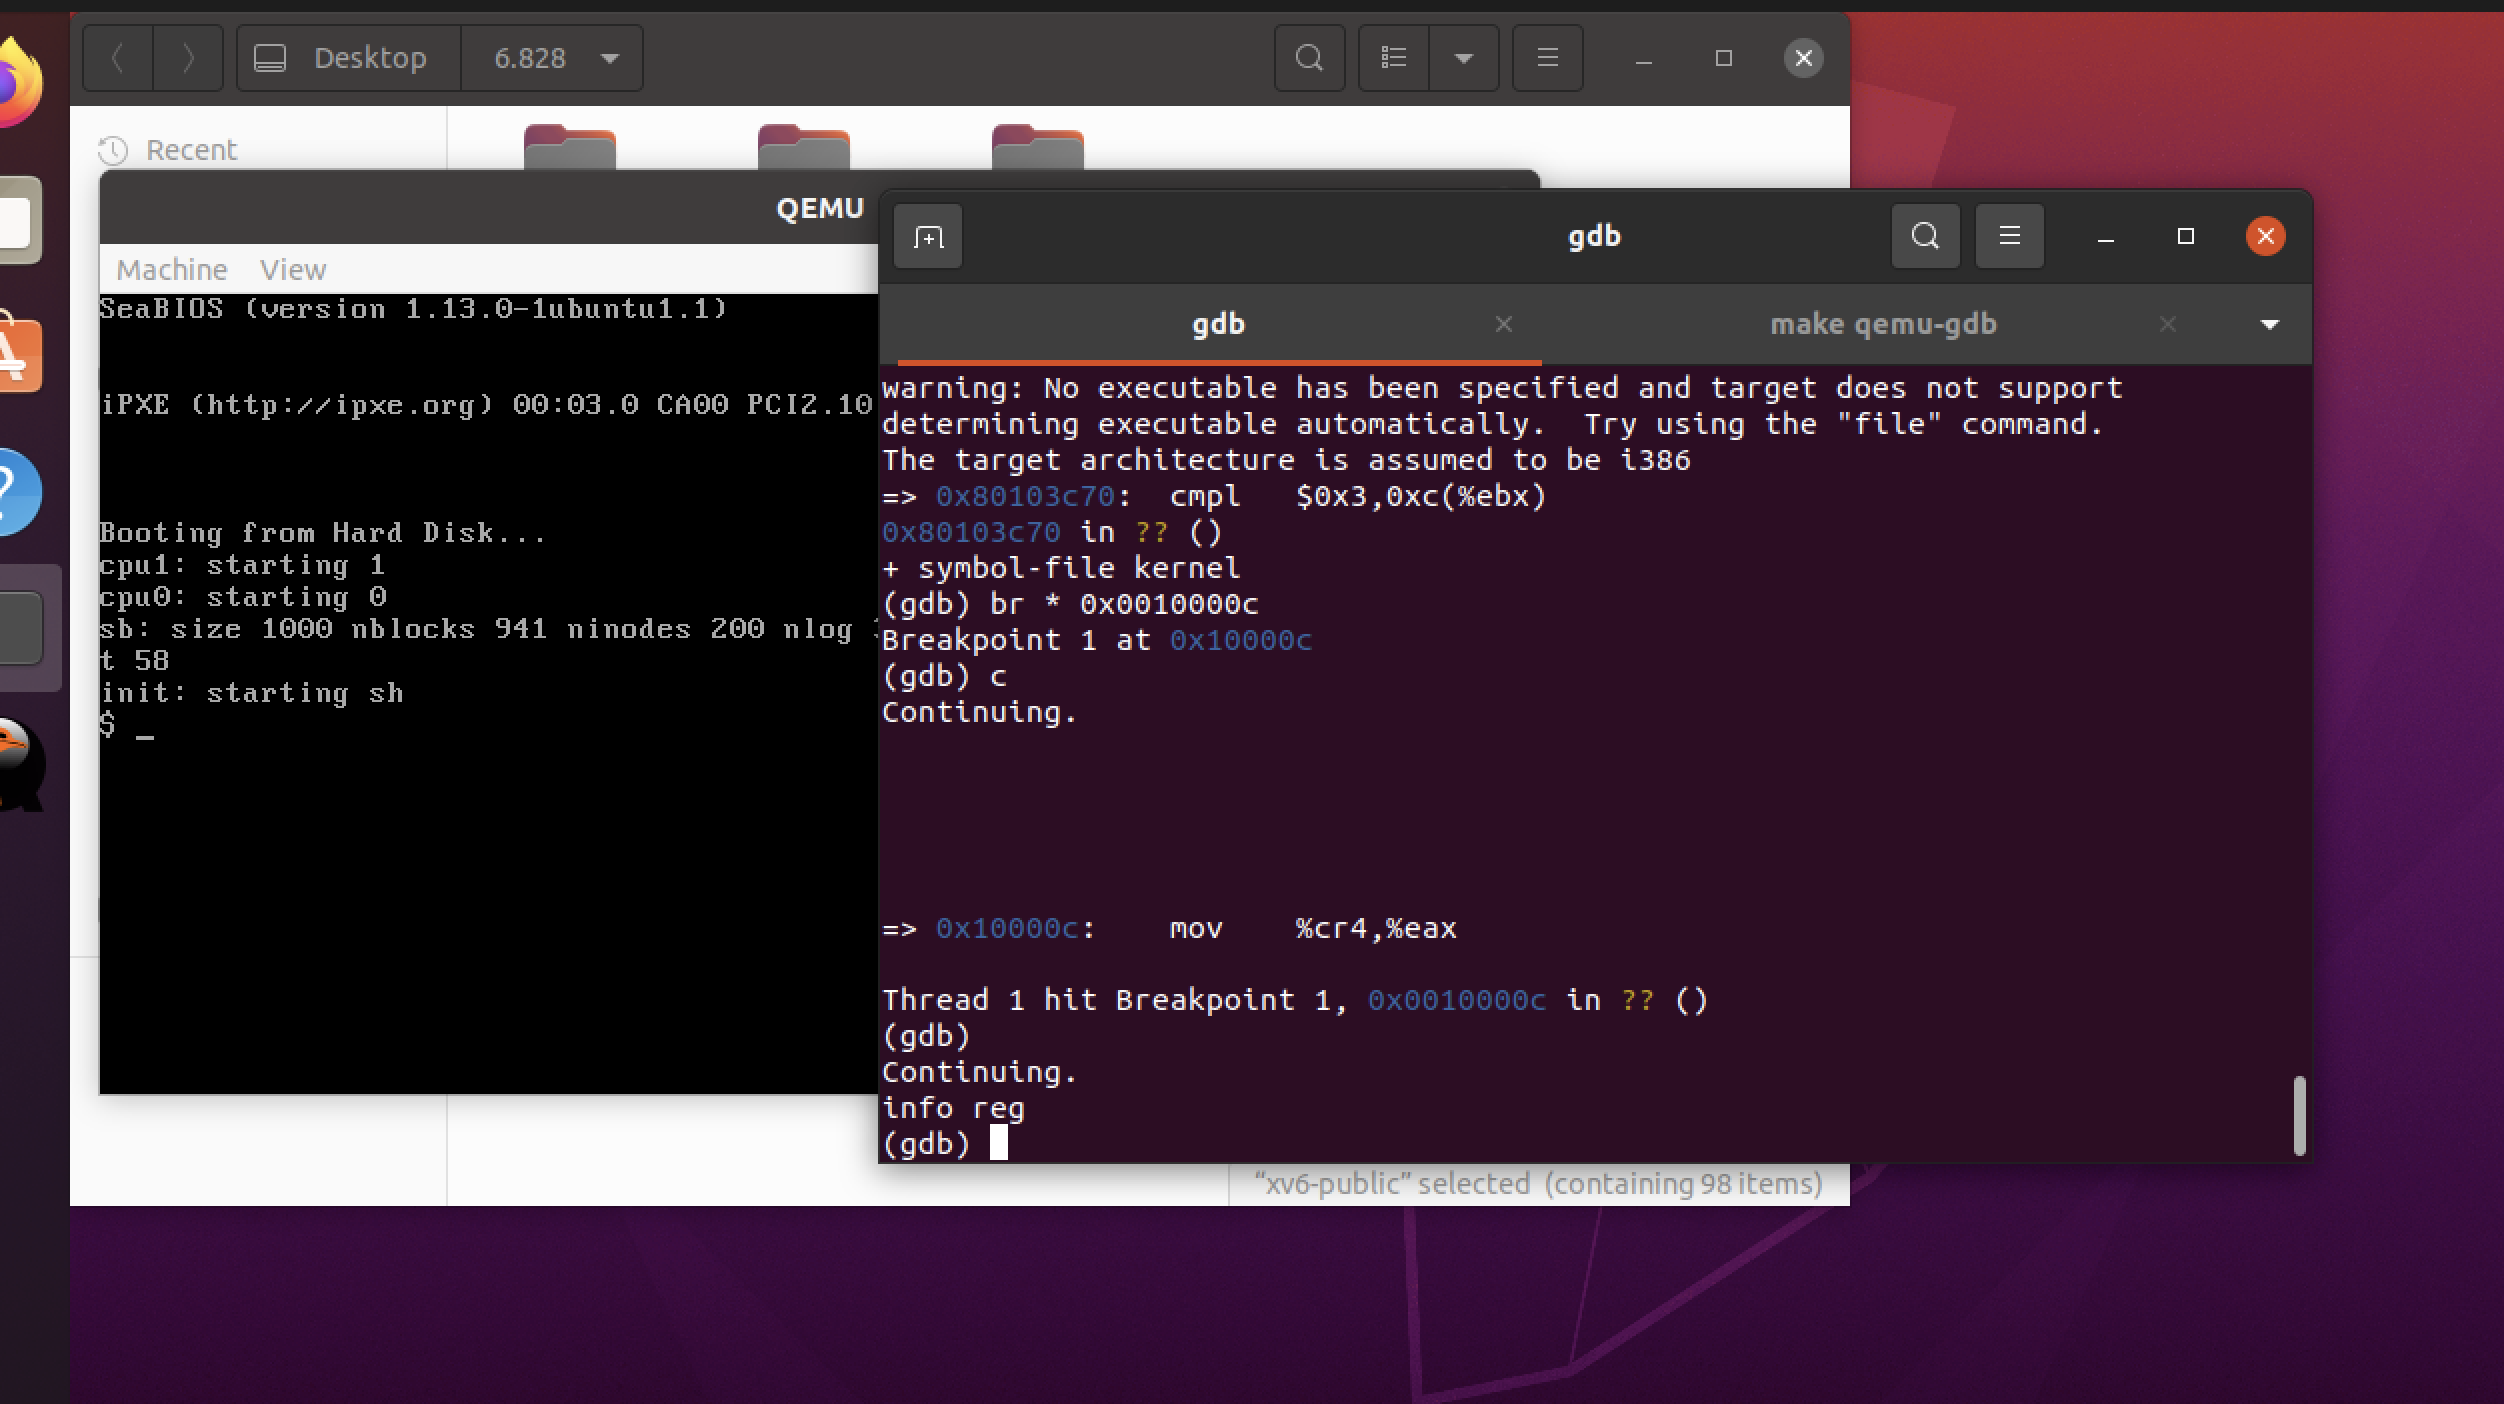 Desktop
6.828
Recent
QEMU
Machine View
SeaBIOS (version 1.13.0-1ubuntu1.1)
iPXE (http://ipxe.org) 00:03.0 CA00 PCI2.10
Booting from Hard Disk...
cpu1: starting 1
cpu0: starting 0
sb: size 1000 nblocks 941 ninodes 200 nlog
t 58
init: starting sh
$ _
gdb
gdb
make qemu-gdb
warning: No executable has been specified and target does not support
determining executable automatically.  Try using the "file" command.
The target architecture is assumed to be i386
=> 0x80103c70:  cmpl   $0x3,0xc(%ebx)
0x80103c70 in ?? ()
+ symbol-file kernel
(gdb) br * 0x0010000c
Breakpoint 1 at 0x10000c
(gdb) c
Continuing.
=> 0x10000c:    mov    %cr4,%eax
Thread 1 hit Breakpoint 1, 0x0010000c in ?? ()
(gdb)
Continuing.
info reg
(gdb)
“xv6-public” selected (containing 98 items)